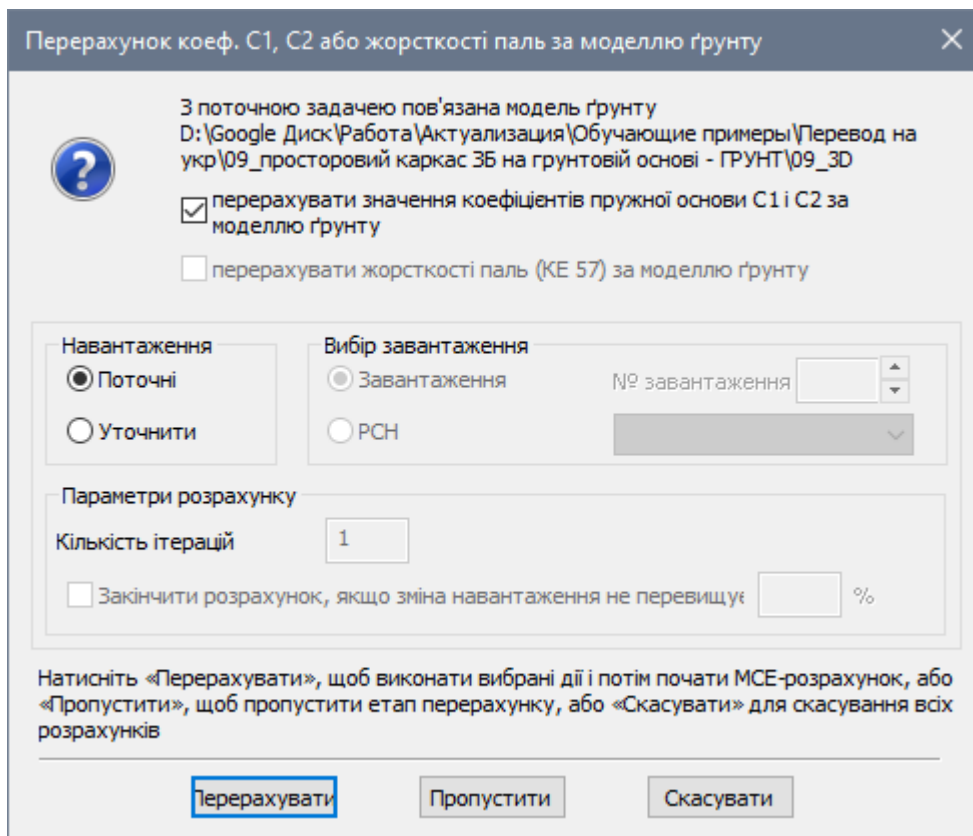 Перерахунок коеф. С1, С2 або жорсткості паль за моделлю ґрунту
З поточною задачею пов'язана модель ґрунту
D:\Google Диск\Работа\Актуализация\Обучающие примеры\Перевод на
укр\09_просторовий каркас ЗБ на грунтовій основі - ГРУНТ\09_3D
перерахувати значення коефіцієнтів пружної основи С1 і С2 за
моделлю ґрунту
перерахувати жорсткості паль (КЕ 57) за моделлю ґрунту
Навантаження
Вибір завантаження
Поточні
Завантаження
№ завантаження
Уточнити
РСН
Параметри розрахунку
Кількість ітерацій
1
Закінчити розрахунок, якщо зміна навантаження не перевищує
%
Натисніть «Перерахувати», щоб виконати вибрані дії і потім почати МСЕ-розрахунок, або
«Пропустити», щоб пропустити етап перерахунку, або «Скасувати» для скасування всіх
розрахунків
Перерахувати
Пропустити
Скасувати